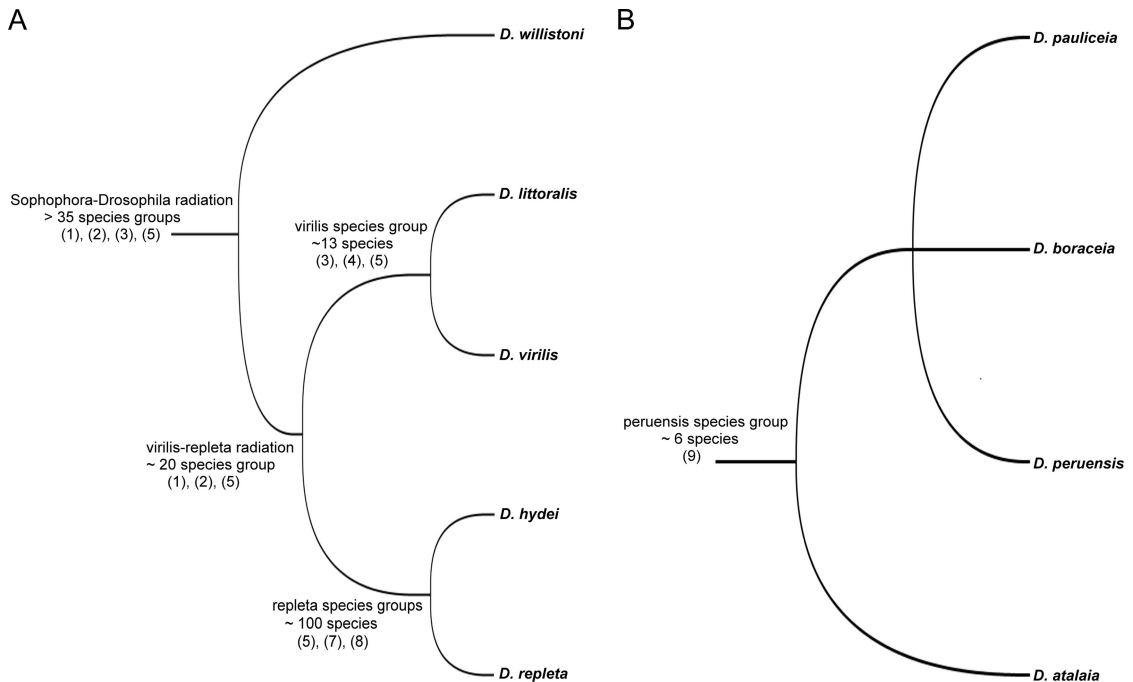 A
D. willistoni
Sophophora-Drosophila radiation
> 35 species groups
(1), (2), (3), (5)
D. littoralis
virilis species group
~13 species
(3), (4), (5)
D. virilis
virilis-repleta radiation
~ 20 species group
(1), (2), (5)
D. hydei
repleta species groups
~ 100 species
(5), (7), (8)
D. repleta
B
D. pauliceia
D. boraceia
peruensis species group
~ 6 species
(9)
D. peruensis
D. atalaia